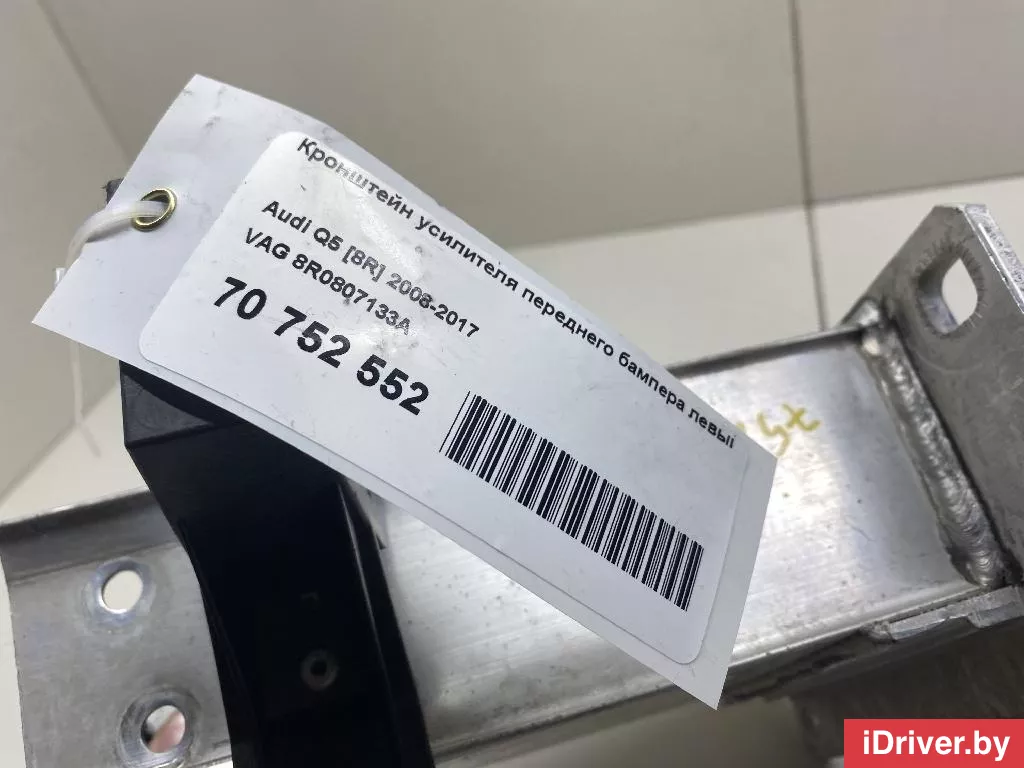 Кронштейн усилителя переднего бампера левый
Audi Q5 [8R] 2008-2017
VAG 8R0807133A
70 752 552
iDriver.by